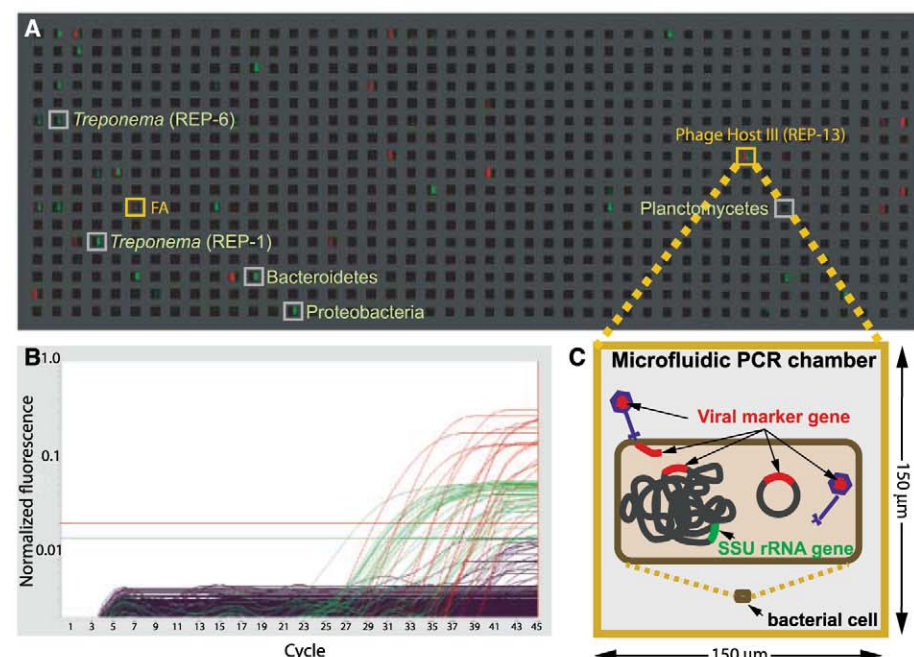 A
Treponema (REP-6)
Phage Host III (REP-13)
FA
Planctomycetes
Treponema (REP-1)
Bacteroidetes
Proteobacteria
B
1.0
0.1
0.01
Normalized fluorescence
1 3 5 7 9 11 13 15 17 19 21 23 25 27 29 31 33 35 37 39 41 43 45
Cycle
C
Microfluidic PCR chamber
Viral marker gene
SSU rRNA gene
bacterial cell
150 µm
150 µm